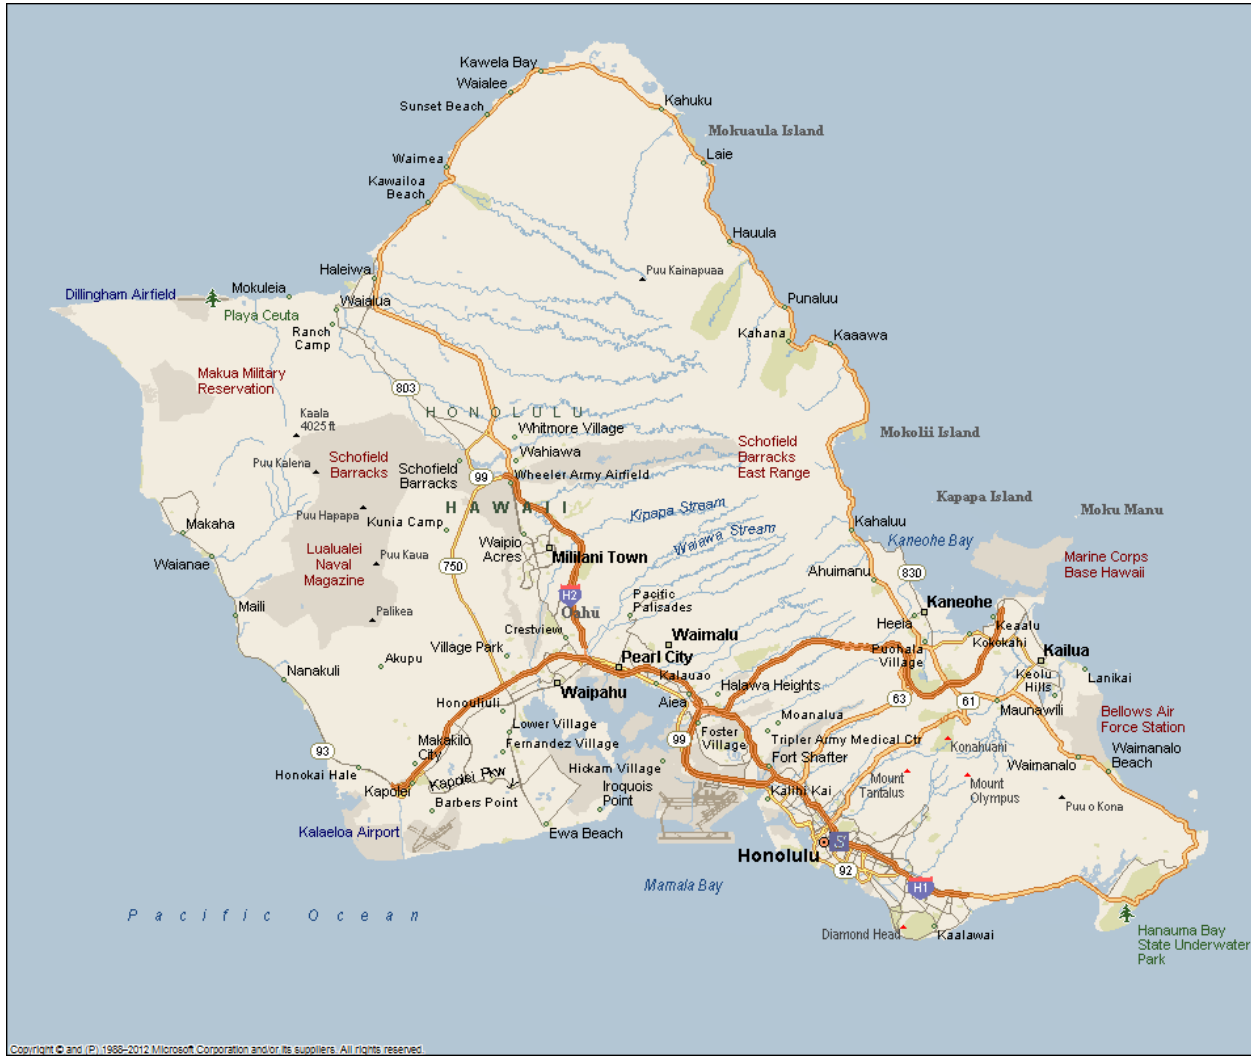 Kawela Bay
Waialee
Sunset Beach
Kahuku
Mokuaula Island
Waimea
Laie
Kawailoa
Beach
Hauula
Haleiwa
Puu Kainapuaa
Dillingham Airfield
Mokuleia
Waialua
Punaluu
Playa Ceuta
Ranch
Camp
Kahana
Kaaawa
Makua Military
Reservation
803
HONOLULU
Kaala
4025 ft
Whitmore Village
Mokolii Island
Schofield
Barracks
East Range
Puu Kalena
Schofield
Barracks
Schofield
Barracks
Wahiawa
99
Wheeler Army Airfield
Kapapa Island
HAWAII
Kipapa Stream
Moku Manu
Puu Hapapa
Kunia Camp
Makaha
Waiawa Stream
Kahaluu
Kaneohe Bay
Waipio
Acres
Mililani Town
Lualualei
Naval
Magazine
Puu Kaua
Waianae
750
Marine Corps
Base Hawaii
Ahuimanu
830
H2
Pacific
Palisades
Maili
Palikea
Oahu
Kaneohe
Heeia
Keaalu
Crestview
Waimalu
Kokokahi
Village Park
Puohala
Village
Kailua
Akupu
Pearl City
Nanakuli
Kalauao
Keolu
Hills
Lanikai
Waipahu
Halawa Heights
Honouliuli
Aiea
63
61
Maunawili
Bellows Air
Force Station
Moanalua
Lower Village
Foster
Village
99
Tripler Army Medical Ctr
Makakilo
City
Fernandez Village
Konahuani
93
Waimanalo
Beach
Fort Shafter
Waimanalo
Honokai Hale
Hickam Village
Kapolei Pkwy
Mount
Tantalus
Mount
Olympus
Kapolei
Iroquois
Point
Kalihi Kai
Barbers Point
Puu o Kona
Kalaeloa Airport
Ewa Beach
Honolulu
S
92
Mamala Bay
H1
Pacific Ocean
Diamond Head
Kaalawai
Hanauma Bay
State Underwater
Park
Copyright © and (P) 1988–2012 Microsoft Corporation and/or its suppliers. All rights reserved.